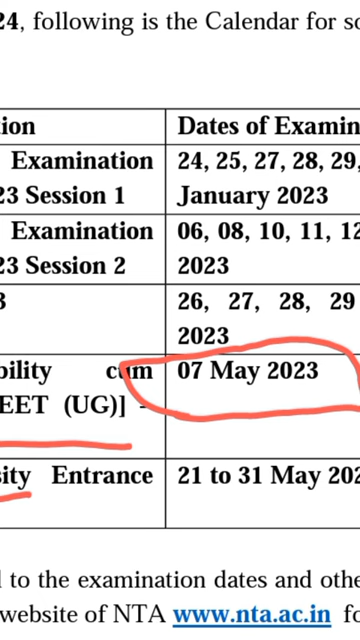 24, following is the Calendar for so
Dates of Examin
Examination 24, 25, 27, 28, 29,
23 Session 1 January 2023
Examination 06, 08, 10, 11, 12
23 Session 2 2023
3 26, 27, 28, 29
2023
bility cum 07 May 2023
EET (UG)] -
sity Entrance 21 to 31 May 202
l to the examination dates and othe
website of NTA www.nta.ac.in fo